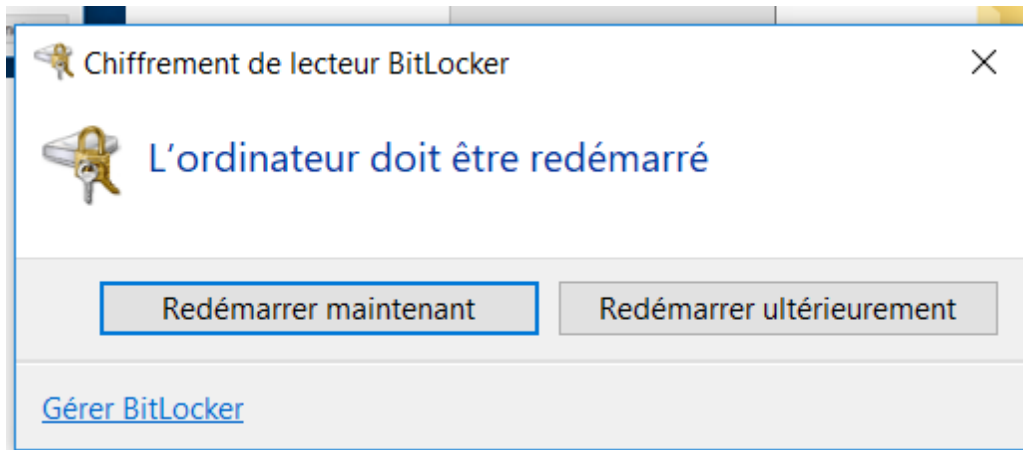 Chiffrement de lecteur BitLocker
L'ordinateur doit être redémarré
Redémarrer maintenant
Redémarrer ultérieurement
Gérer BitLocker